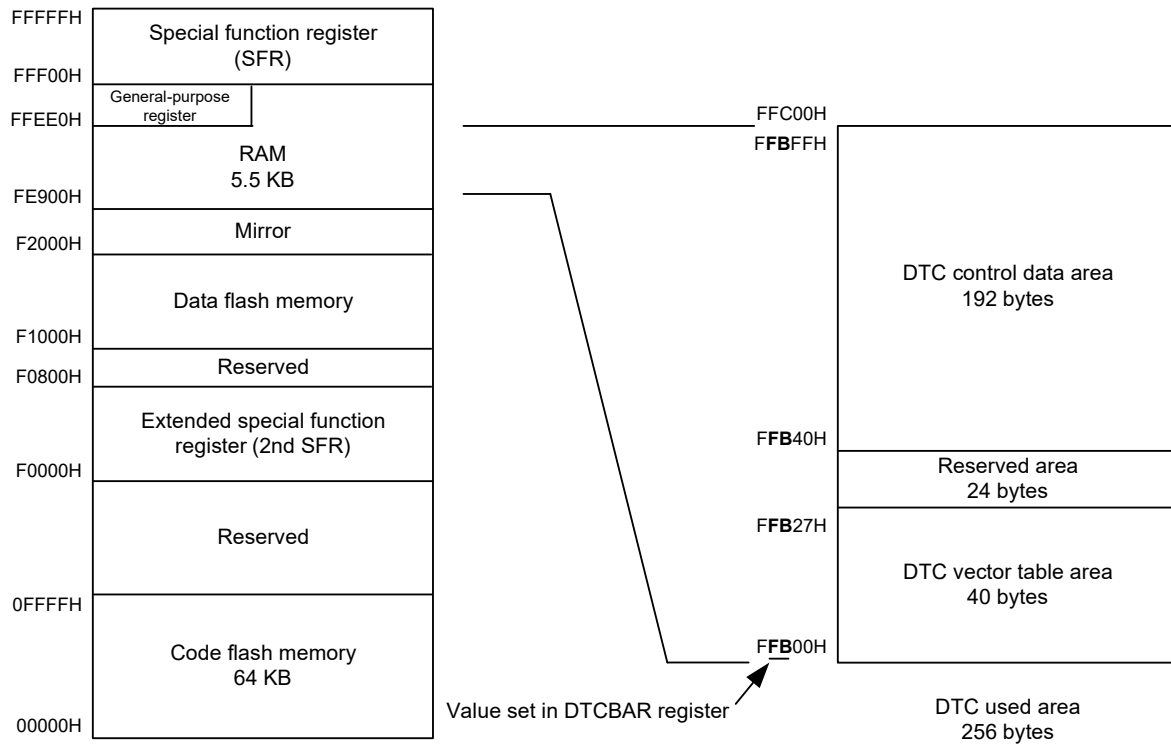 FFFFFH
Special function register
(SFR)
FFF00H
General-purpose
register
FFEE0H
RAM
5.5 KB
FE900H
Mirror
F2000H
Data flash memory
F1000H
Reserved
F0800H
Extended special function
register (2nd SFR)
F0000H
Reserved
0FFFFH
Code flash memory
64 KB
00000H
FFC00H
FFBFFH
DTC control data area
192 bytes
FFB40H
Reserved area
24 bytes
FFB27H
DTC vector table area
40 bytes
FFB00H
Value set in DTCBAR register
DTC used area
256 bytes